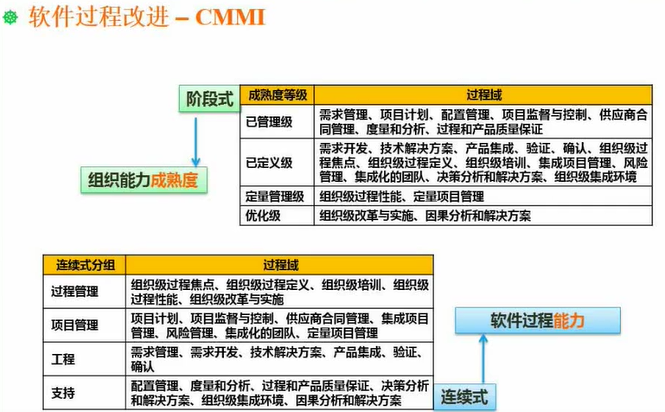 软件过程改进 – CMMI
阶段式
组织能力成熟度
成熟度等级 过程域
已管理级 需求管理、项目计划、配置管理、项目监督与控制、供应商合
同管理、度量和分析、过程和产品质量保证
已定义级 需求开发、技术解决方案、产品集成、验证、确认、组织级过
程焦点、组织级过程定义、组织级培训、集成项目管理、风险
管理、集成化的团队、决策分析和解决方案、组织级集成环境
定量管理级 组织级过程性能、定量项目管理
优化级 组织级改革与实施、因果分析和解决方案
连续式分组 过程域
过程管理 组织级过程焦点、组织级过程定义、组织级培训、组织级
过程性能、组织级改革与实施
项目管理 项目计划、项目监督与控制、供应商合同管理、集成项目
管理、风险管理、集成化的团队、定量项目管理
工程 需求管理、需求开发、技术解决方案、产品集成、验证、
确认
支持 配置管理、度量和分析、过程和产品质量保证、决策分析
和解决方案、组织级集成环境、因果分析和解决方案
软件过程能力
连续式